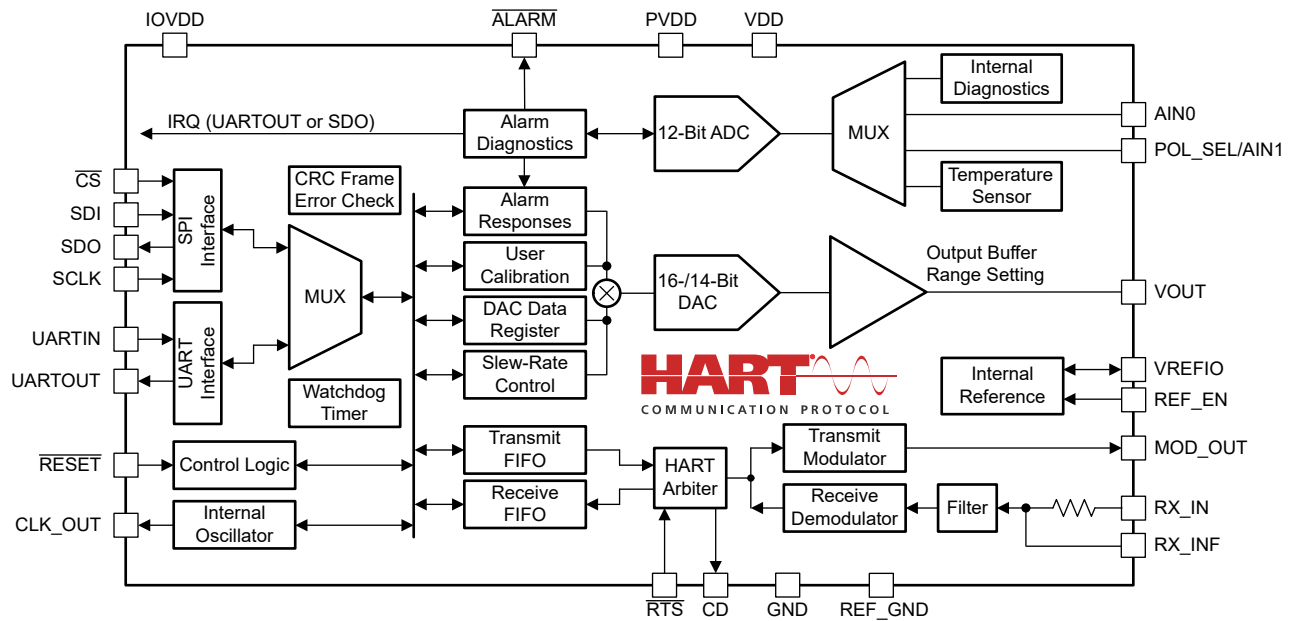 IOVDD
ALARM
PVDD
VDD
IRQ (UARTOUT or SDO)
Alarm
Diagnostics
12-Bit ADC
MUX
Internal
Diagnostics
AIN0
POL_SEL/AIN1
Temperature
Sensor
CS
SDI
SDO
SCLK
SPI
Interface
CRC Frame
Error Check
MUX
UARTIN
UARTOUT
UART
Interface
Watchdog
Timer
Alarm
Responses
User
Calibration
DAC Data
Register
Slew-Rate
Control
16-/14-Bit
DAC
Output Buffer
Range Setting
VOUT
HART
COMMUNICATION PROTOCOL
Internal
Reference
VREFIO
REF_EN
RESET
Control Logic
CLK_OUT
Internal
Oscillator
Transmit
FIFO
Receive
FIFO
HART
Arbiter
Transmit
Modulator
MOD_OUT
Receive
Demodulator
Filter
RX_IN
RX_INF
RTS
CD
GND
REF_GND